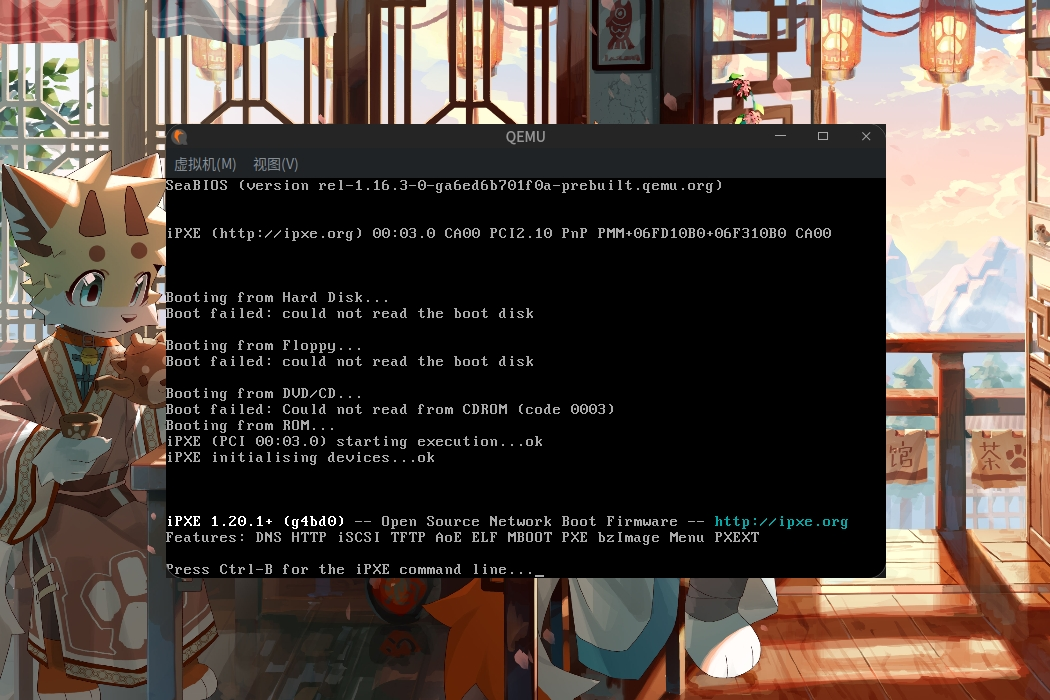 QEMU
虚拟机(M) 视图(V)
SeaBIOS (version rel-1.16.3-0-ga6ed6b701f0a-prebuilt.qemu.org)
iPXE (http://ipxe.org) 00:03.0 CA00 PCI2.10 PnP PMM+06FD10B0+06F310B0 CA00
Booting from Hard Disk...
Boot failed: could not read the boot disk
Booting from Floppy...
Boot failed: could not read the boot disk
Booting from DVD/CD...
Boot failed: Could not read from CDROM (code 0003)
Booting from ROM...
iPXE (PCI 00:03.0) starting execution...ok
iPXE initialising devices...ok
iPXE 1.20.1+ (g4bd0) -- Open Source Network Boot Firmware -- http://ipxe.org
Features: DNS HTTP iSCSI TFTP AoE ELF MBOOT PXE bzImage Menu PXEXT
Press Ctrl-B for the iPXE command line...
馆 茶